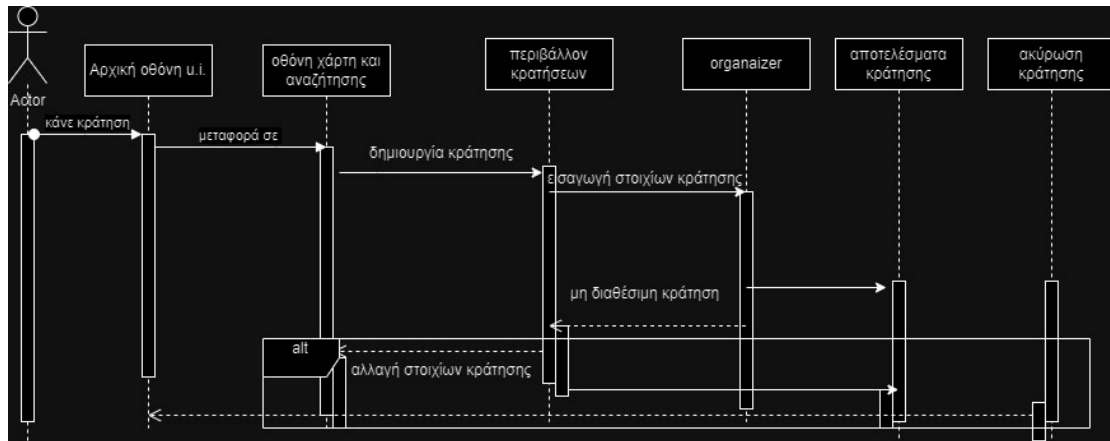 Actor
Αρχική οθόνη u.i.
οθόνη χάρτη και
αναζήτησης
περιβάλλον
κρατήσεων
organaizer
αποτελέσματα
κράτησης
ακύρωση
κράτησης
κάνε κράτηση
μεταφορά σε
δημιουργία κράτησης
εισαγωγή στοιχίων κράτησης
μη διαθέσιμη κράτηση
alt
αλλαγή στοιχίων κράτησης